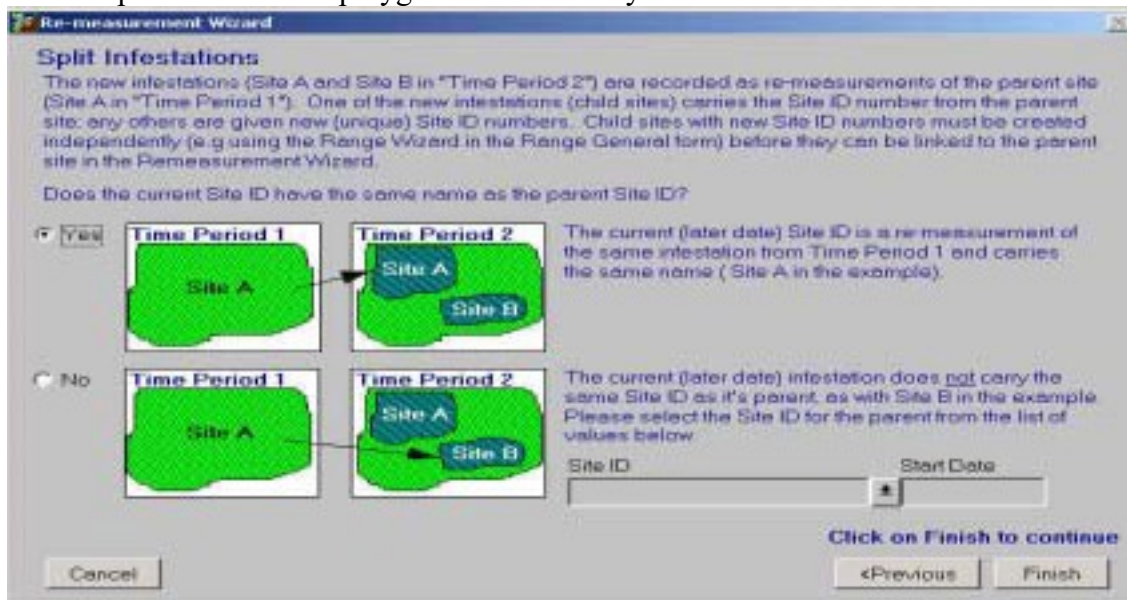 Re-measurement Wizard
Split Infestations
The new infestations (Site A and Site B in "Time Period 2") are recorded as re-measurements of the parent site
(Site A in "Time Period 1"). One of the new infestations (child sites) carries the Site ID number from the parent
site; any others are given new (unique) Site ID numbers. Child sites with new Site ID numbers must be created
independently (e.g using the Range Wizard in the Range General form) before they can be linked to the parent
site in the Remeasurement Wizard.
Does the current Site ID have the same name as the parent Site ID?
Yes
Time Period 1
Site A
Time Period 2
Site A
Site B
The current (later date) Site ID is a re-measurement of
the same infestation from Time Period 1 and carries
the same name ( Site A in the example).
No
Time Period 1
Site A
Time Period 2
Site A
Site B
The current (later date) infestation does not carry the
same Site ID as it's parent, as with Site B in the example.
Please select the Site ID for the parent from the list of
values below
Site ID
Start Date
Click on Finish to continue
Cancel
<Previous
Finish